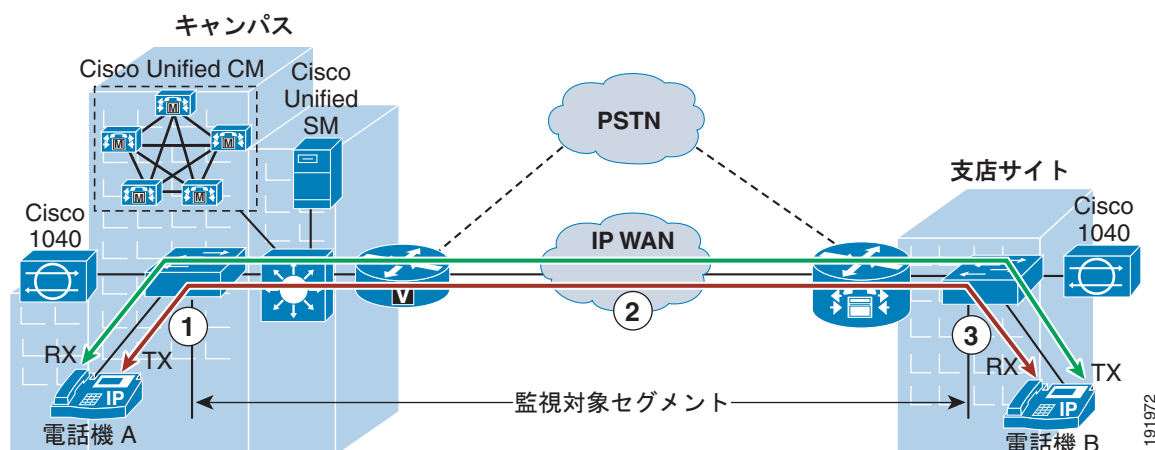 キャンパス
Cisco Unified CM
Cisco
Unified
SM
M
M
M
M
M
PSTN
支店サイト
Cisco
1040
Cisco
1040
IP WAN
V
1
2
3
RX
TX
RX
TX
IP
IP
監視対象セグメント
電話機 A
電話機 B
191972